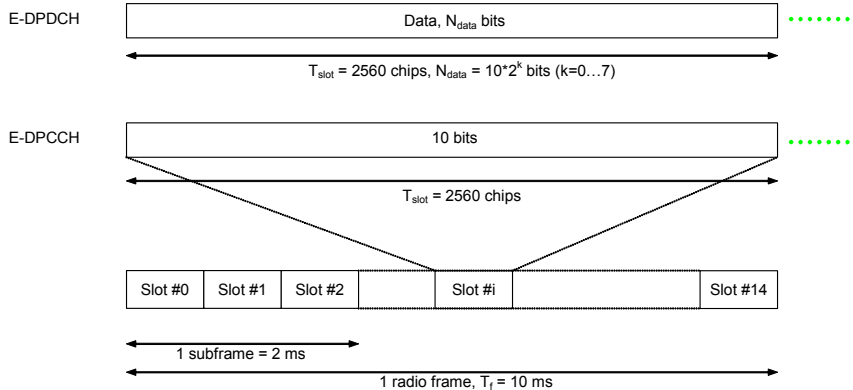 E-DPDCH Data, N_data bits
T_slot = 2560 chips, N_data = 10*2^k bits (k=0…7)
E-DPCCH 10 bits
T_slot = 2560 chips
Slot #0 Slot #1 Slot #2 Slot #i Slot #14
1 subframe = 2 ms
1 radio frame, T_f = 10 ms